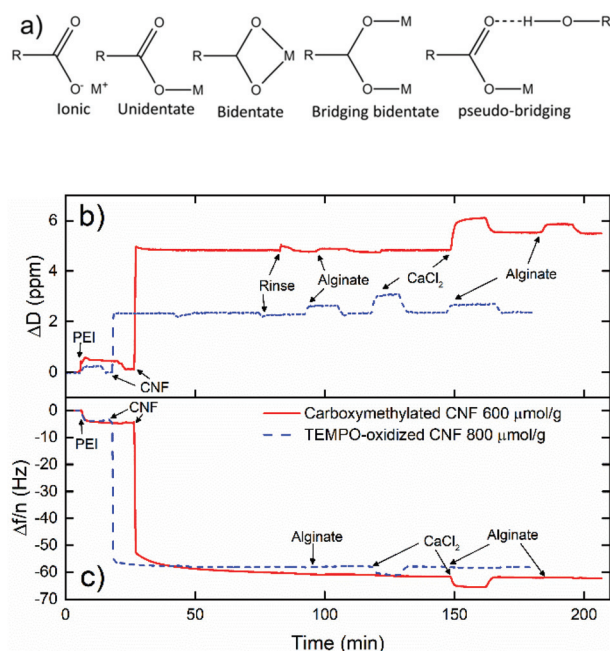 a)
O
R
O⁻ M⁺
Ionic
O
R
O—M
Unidentate
O
R
M
O
Bidentate
O—M
R
O—M
Bridging bidentate
O----H—O—R
R
O—M
pseudo-bridging
b)
ΔD (ppm)
6
4
2
0
PEI
CNF
Rinse
Alginate
CaCl₂
Alginate
c)
Δf/n (Hz)
0
-10
-20
-30
-40
-50
-60
-70
CNF
PEI
Carboxymethylated CNF 600 μmol/g
TEMPO-oxidized CNF 800 μmol/g
Alginate
CaCl₂
Alginate
0 50 100 150 200
Time (min)